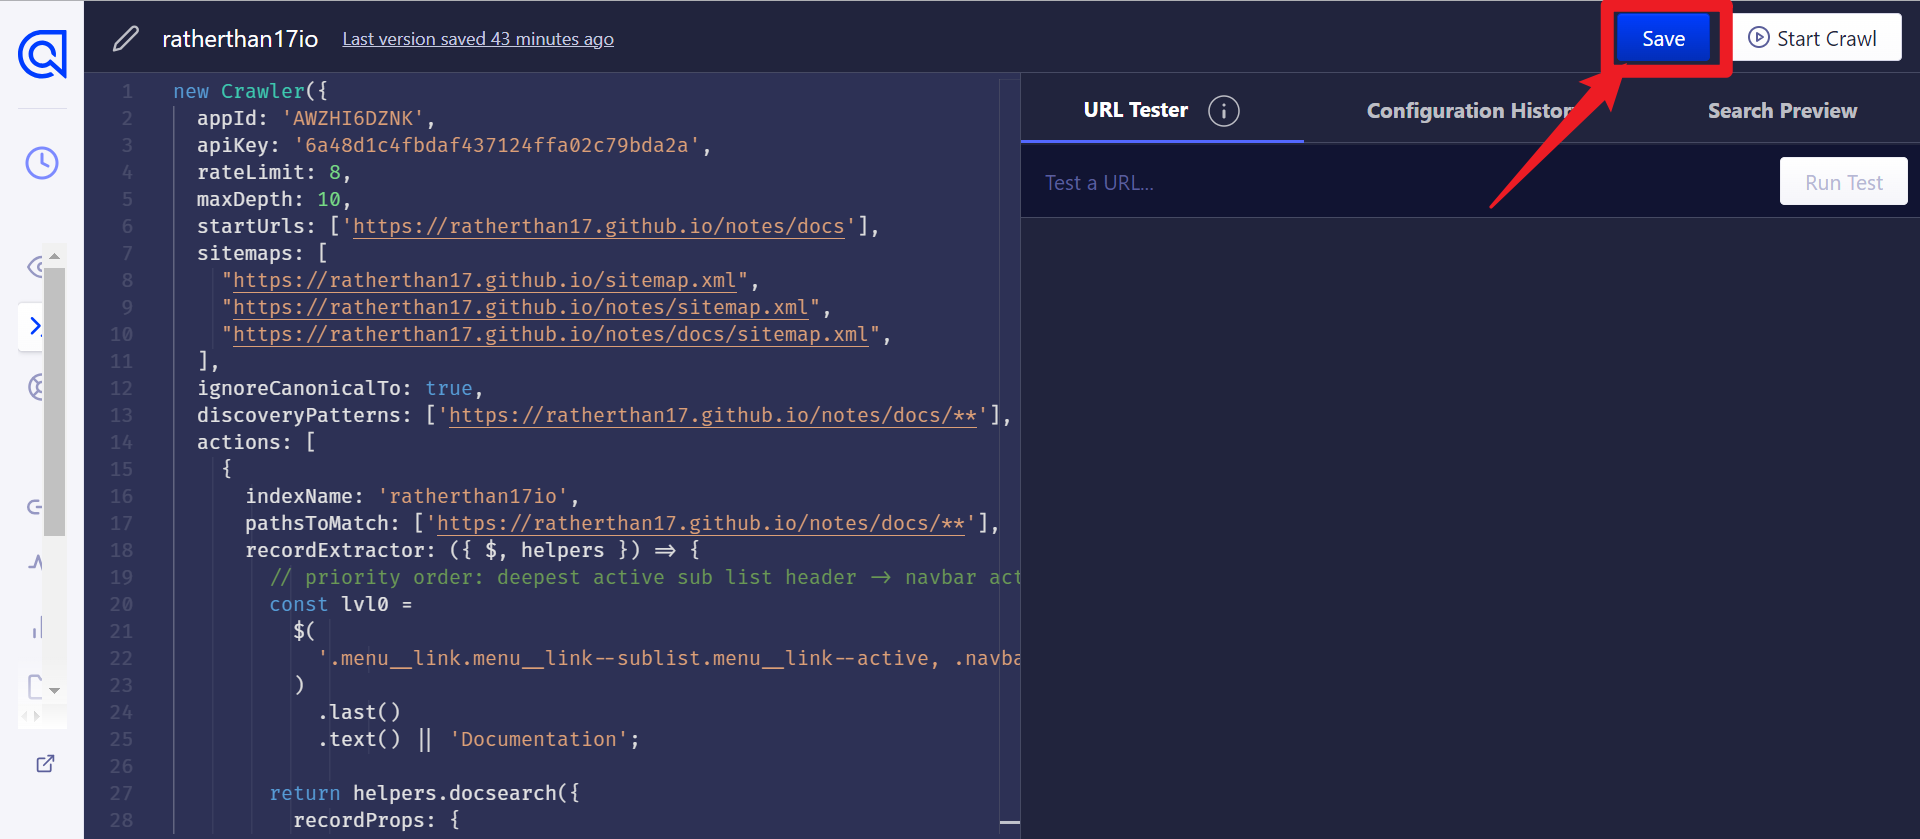 ratherthan17io Last version saved 43 minutes ago Save Start Crawl
1 new Crawler({
2 appId: 'AWZHI6DZNK',
3 apiKey: '6a48d1c4fbdaf437124ffa02c79bda2a',
4 rateLimit: 8,
5 maxDepth: 10,
6 startUrls: ['https://ratherthan17.github.io/notes/docs'],
7 sitemaps: [
8 "https://ratherthan17.github.io/sitemap.xml",
9 "https://ratherthan17.github.io/notes/sitemap.xml",
10 "https://ratherthan17.github.io/notes/docs/sitemap.xml",
11 ],
12 ignoreCanonicalTo: true,
13 discoveryPatterns: ['https://ratherthan17.github.io/notes/docs/**'],
14 actions: [
15 {
16 indexName: 'ratherthan17io',
17 pathsToMatch: ['https://ratherthan17.github.io/notes/docs/**'],
18 recordExtractor: ({ $, helpers }) => {
19 // priority order: deepest active sub list header -> navbar act
20 const lvl0 =
21 $(
22 '.menu__link.menu__link--sublist.menu__link--active, .navba
23 )
24 .last()
25 .text() || 'Documentation';
26
27 return helpers.docsearch({
28 recordProps: {
URL Tester Configuration Histor Search Preview
Test a URL... Run Test